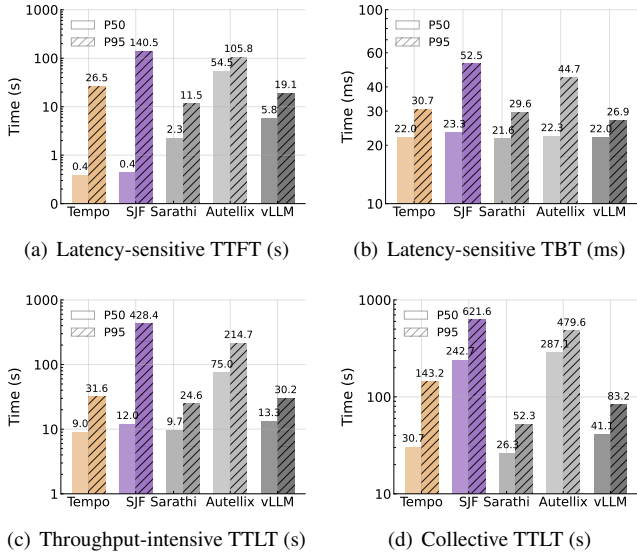 P50
P95
1000
100
10
1
0
Time (s)
0.4
26.5
0.4
140.5
2.3
11.5
54.5
105.8
5.8
19.1
Tempo SJF Sarathi Autellix vLLM
(a) Latency-sensitive TTFT (s)
P50
P95
100
60
30
20
10
Time (ms)
22.0
30.7
23.3
52.5
21.6
29.6
22.3
44.7
22.0
26.9
Tempo SJF Sarathi Autellix vLLM
(b) Latency-sensitive TBT (ms)
P50
P95
1000
100
10
1
Time (s)
9.0
31.6
12.0
428.4
9.7
24.6
75.0
214.7
13.3
30.2
Tempo SJF Sarathi Autellix vLLM
(c) Throughput-intensive TTLT (s)
P50
P95
1000
100
10
Time (s)
30.7
143.2
242.7
621.6
26.3
52.3
287.1
479.6
41.1
83.2
Tempo SJF Sarathi Autellix vLLM
(d) Collective TTLT (s)